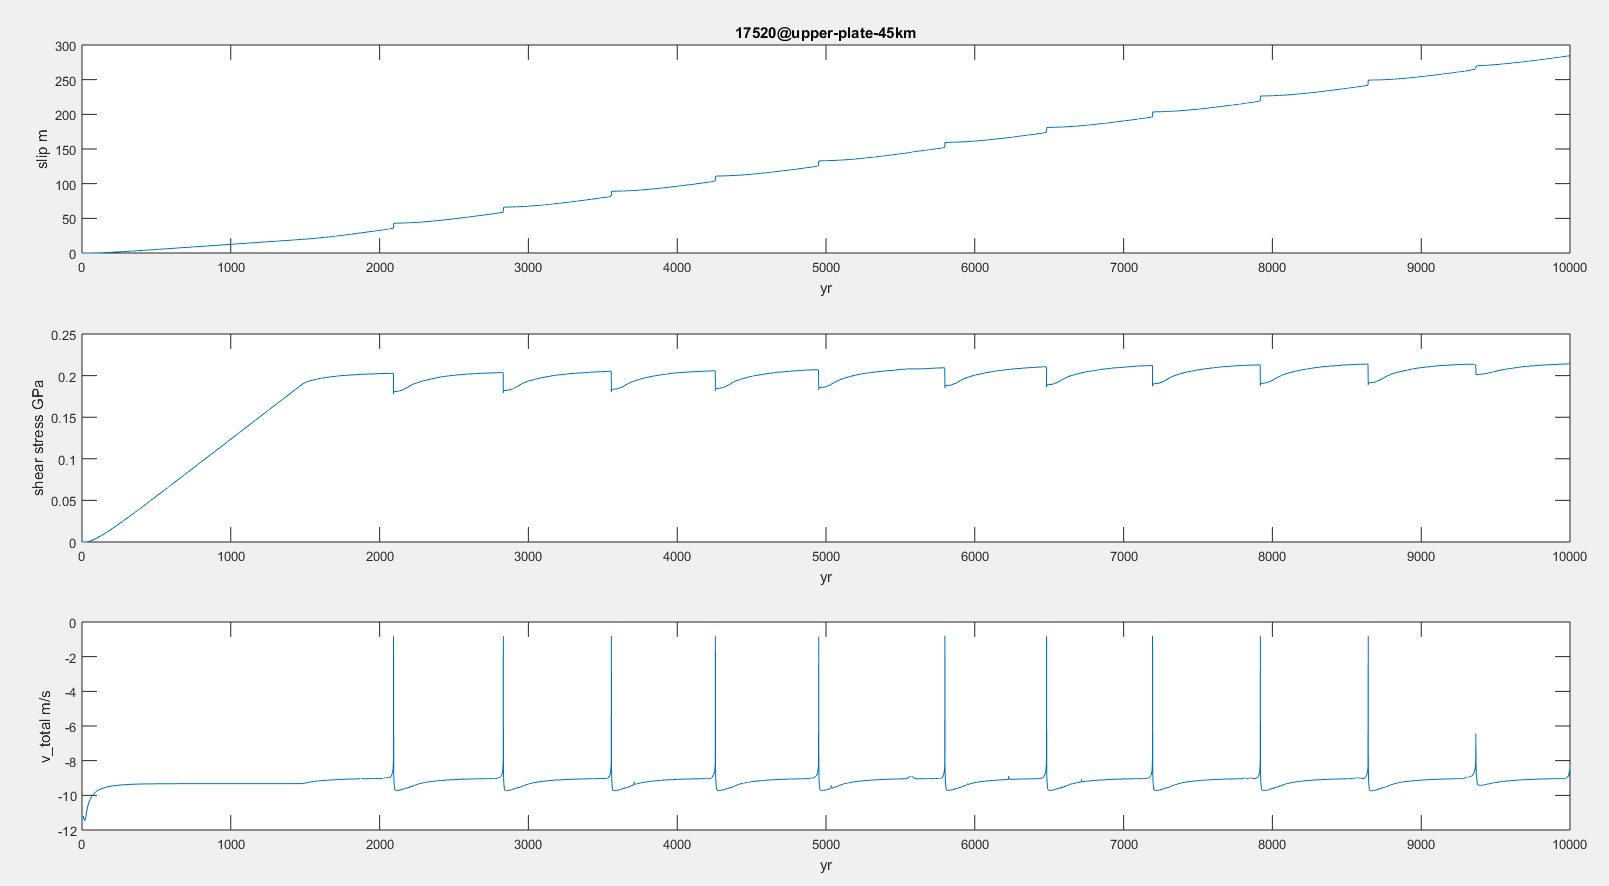 17520@upper-plate-45km
300
250
200
150
100
50
0
slip m
0 1000 2000 3000 4000 5000 6000 7000 8000 9000 10000
yr
0.25
0.2
0.15
0.1
0.05
0
shear stress GPa
0 1000 2000 3000 4000 5000 6000 7000 8000 9000 10000
yr
0
-2
-4
-6
-8
-10
-12
v_total m/s
0 1000 2000 3000 4000 5000 6000 7000 8000 9000 10000
yr